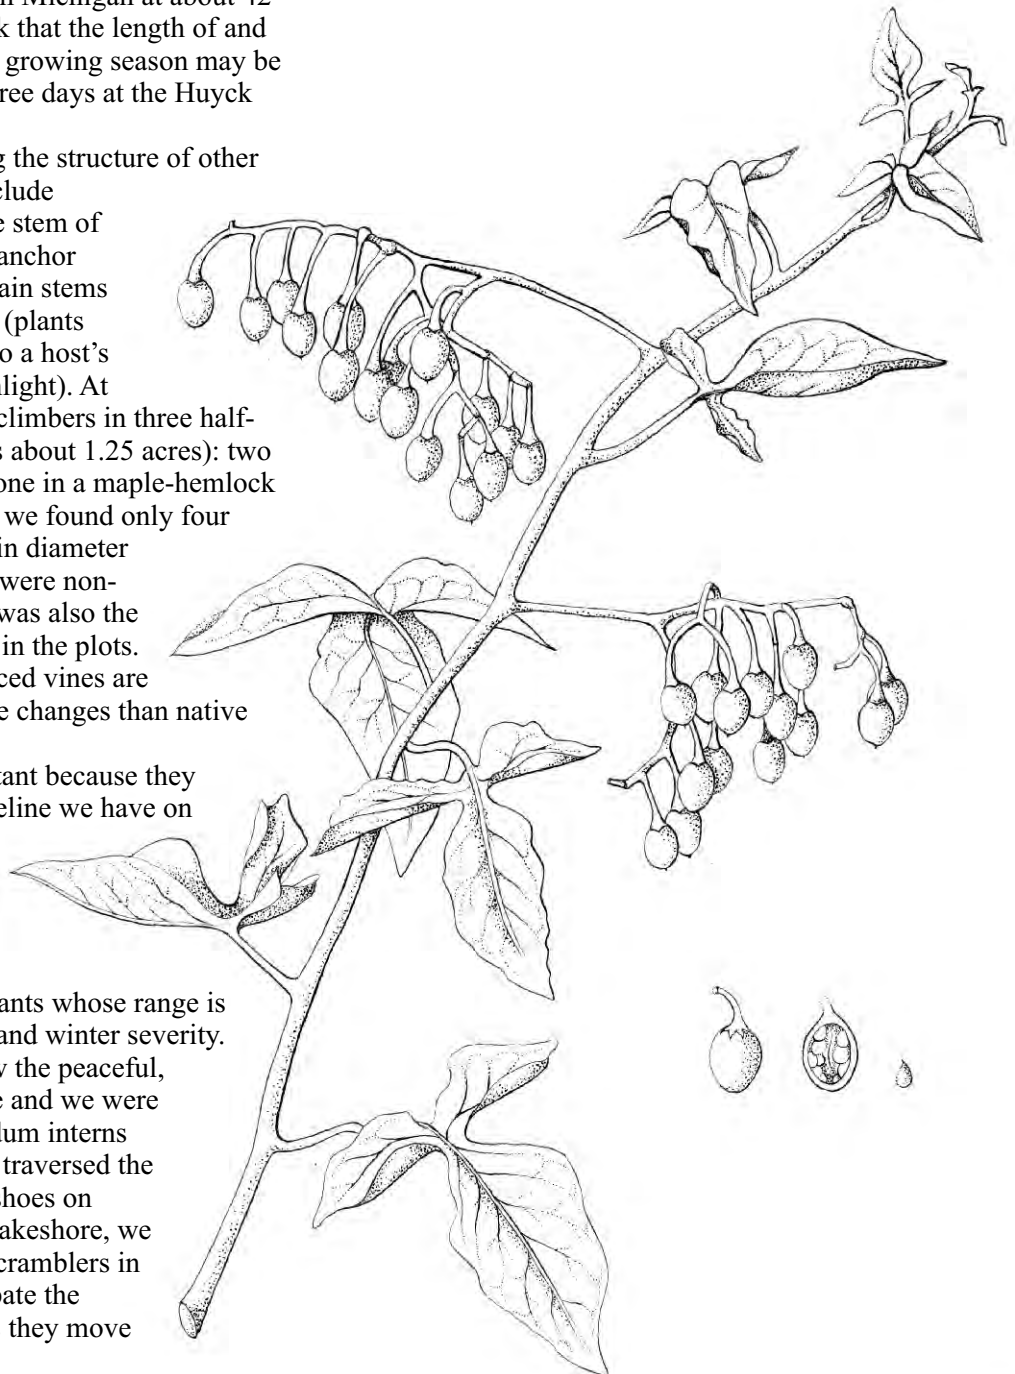 n Michigan at about 42
k that the length of and
growing season may be
ree days at the Huyck
g the structure of other
clude
e stem of
anchor
ain stems
(plants
o a host's
nlight). At
climbers in three half-
s about 1.25 acres): two
one in a maple-hemlock
we found only four
in diameter
were non-
was also the
in the plots.
ced vines are
e changes than native
tant because they
eline we have on
ants whose range is
and winter severity.
w the peaceful,
e and we were
dum interns
traversed the
shoes on
akeshore, we
scramblers in
pate the
they move